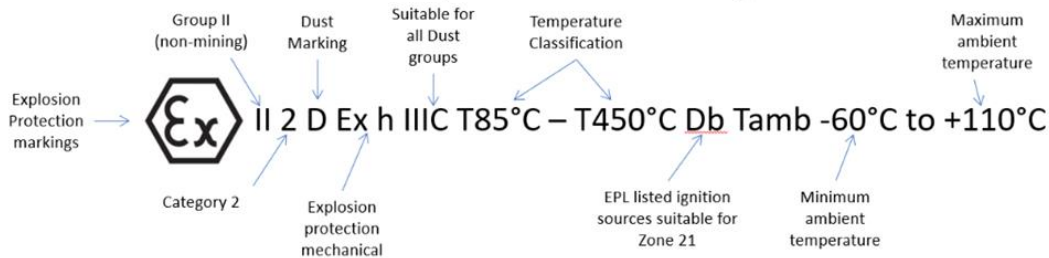 Group II
(non-mining)
Dust
Marking
Suitable for
all Dust
groups
Temperature
Classification
Maximum
ambient
temperature
Explosion
Protection
markings
Ex II 2 D Ex h IIIC T85°C – T450°C Db Tamb -60°C to +110°C
Category 2
Explosion
protection
mechanical
EPL listed ignition
sources suitable for
Zone 21
Minimum
ambient
temperature